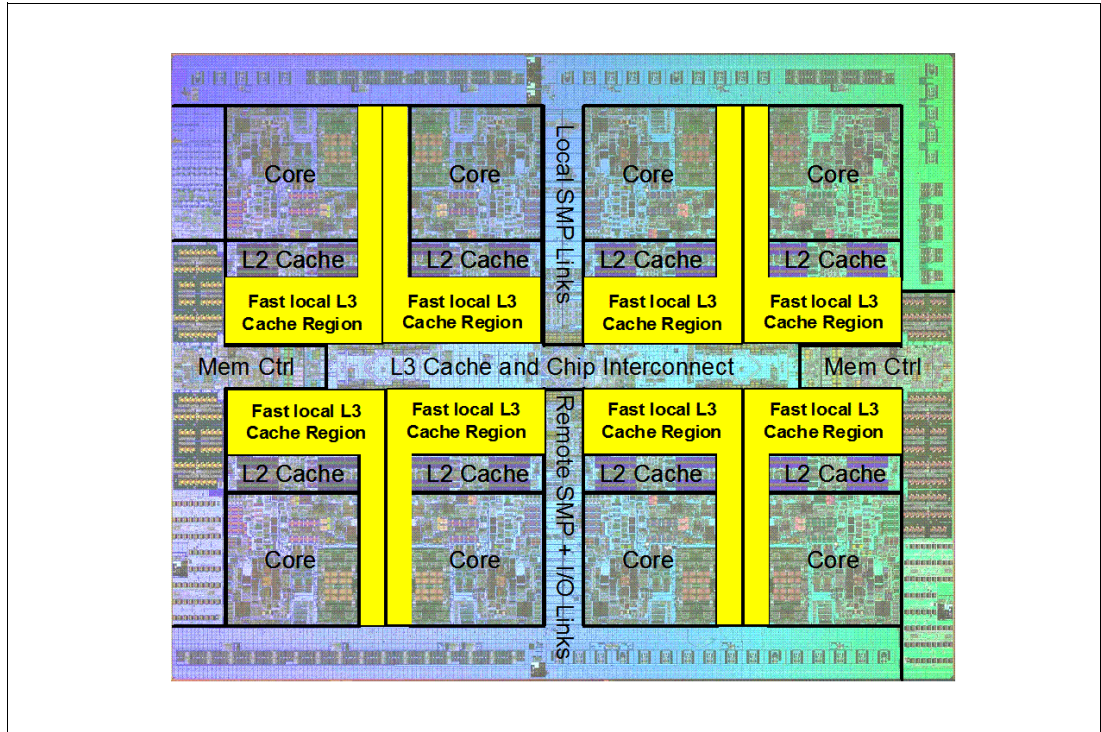 Core
Core
Core
Core
Local SMP Links
L2 Cache
L2 Cache
L2 Cache
L2 Cache
Fast local L3
Cache Region
Fast local L3
Cache Region
Fast local L3
Cache Region
Fast local L3
Cache Region
Mem Ctrl
L3 Cache and Chip Interconnect
Mem Ctrl
Fast local L3
Cache Region
Fast local L3
Cache Region
Fast local L3
Cache Region
Fast local L3
Cache Region
Remote SMP + I/O Links
L2 Cache
L2 Cache
L2 Cache
L2 Cache
Core
Core
Core
Core